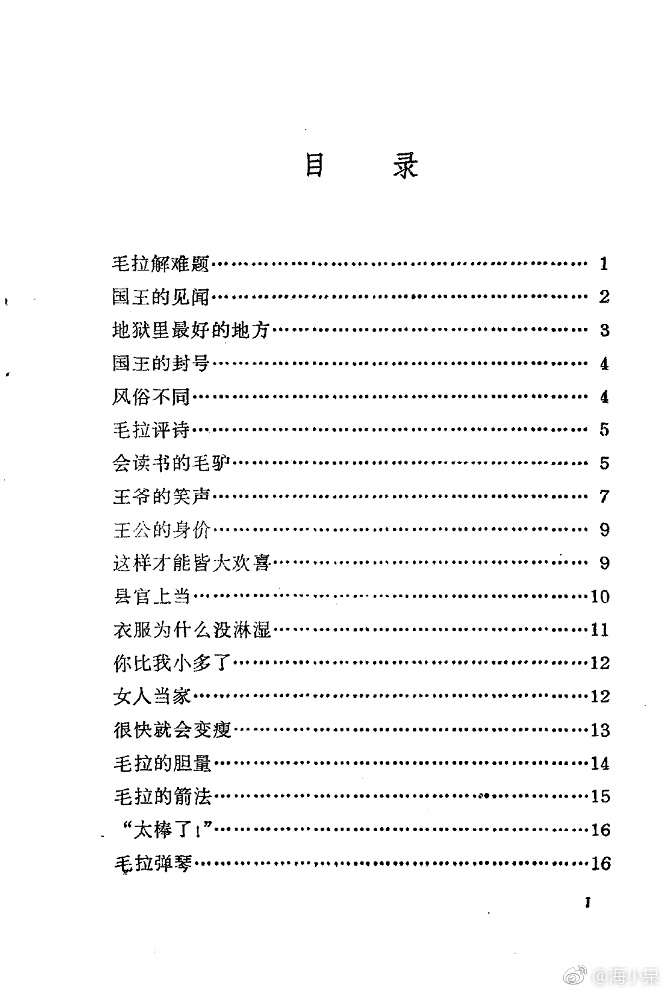 目 录
毛拉解难题…………………………………………………… 1
国王的见闻…………………………………………………… 2
地狱里最好的地方…………………………………………… 3
国王的封号…………………………………………………… 4
风俗不同……………………………………………………… 4
毛拉评诗……………………………………………………… 5
会读书的毛驴………………………………………………… 5
王爷的笑声…………………………………………………… 7
王公的身价…………………………………………………… 9
这样才能皆大欢喜…………………………………………… 9
县官上当………………………………………………………10
衣服为什么没淋湿……………………………………………11
你比我小多了…………………………………………………12
女人当家………………………………………………………12
很快就会变瘦…………………………………………………13
毛拉的胆量……………………………………………………14
毛拉的箭法……………………………………………………15
“太棒了!”……………………………………………………16
毛拉弹琴………………………………………………………16
1
@海小杲